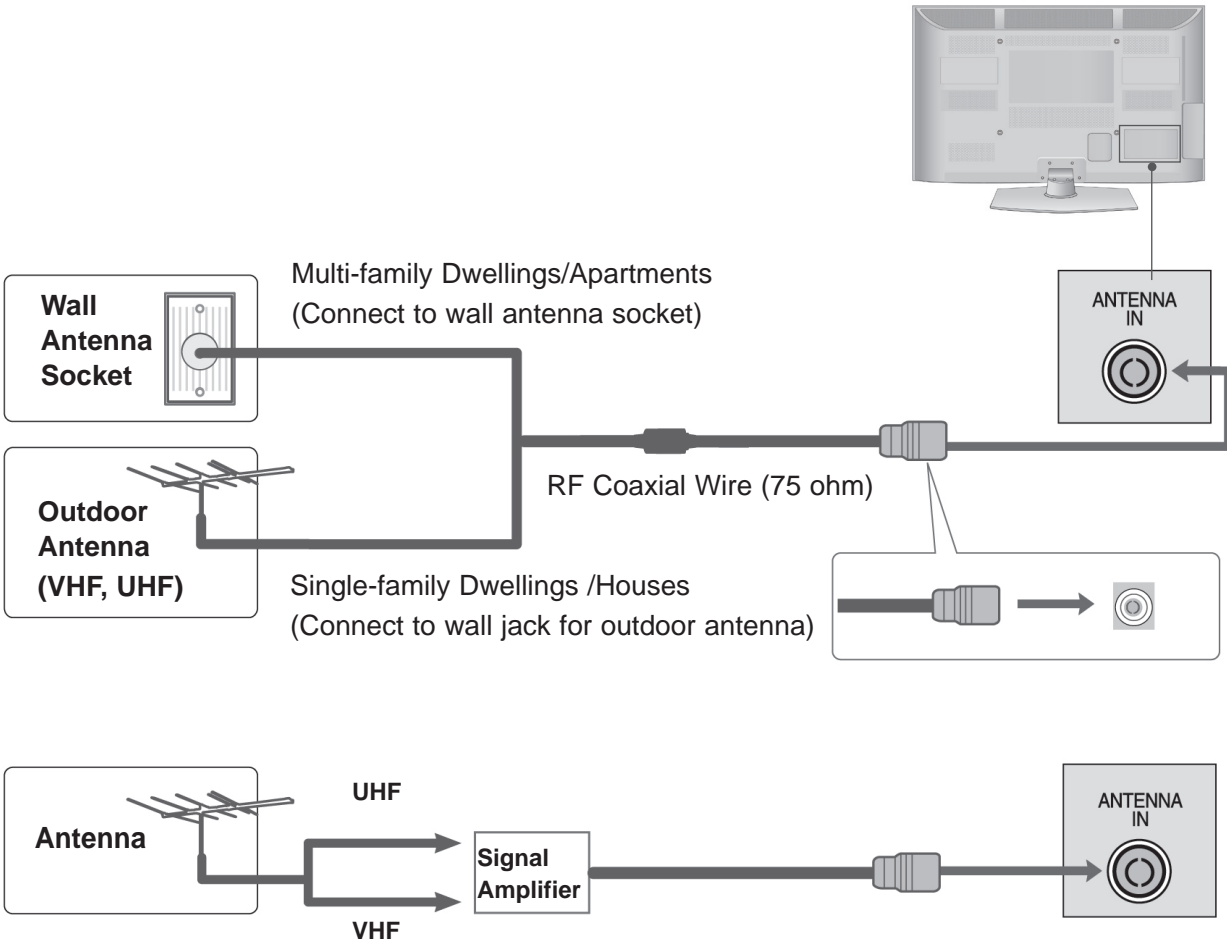 Multi-family Dwellings/Apartments
(Connect to wall antenna socket)
Wall
Antenna
Socket
ANTENNA
IN
RF Coaxial Wire (75 ohm)
Outdoor
Antenna
(VHF, UHF)
Single-family Dwellings /Houses
(Connect to wall jack for outdoor antenna)
Antenna
UHF
VHF
Signal
Amplifier
ANTENNA
IN